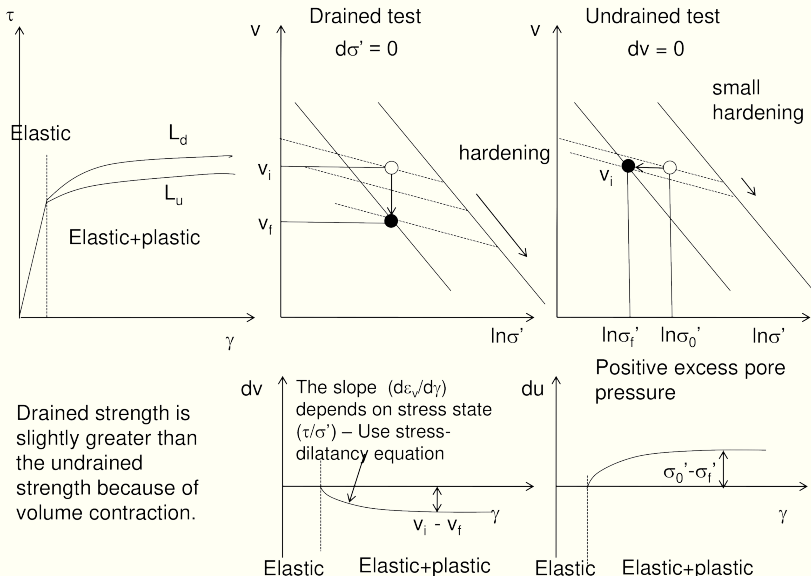 τ
Elastic
L_d
L_u
Elastic+plastic
γ
Drained test
dσ' = 0
v
v_i
v_f
hardening
lnσ'
Undrained test
dv = 0
v
small
hardening
v_i
lnσ_f'
lnσ_0'
lnσ'
Drained strength is
slightly greater than
the undrained
strength because of
volume contraction.
dv
The slope (dε_v/dγ)
depends on stress state
(τ/σ') – Use stress-
dilatancy equation
v_i - v_f
γ
Elastic
Elastic+plastic
Positive excess pore
pressure
du
σ_0'-σ_f'
γ
Elastic
Elastic+plastic